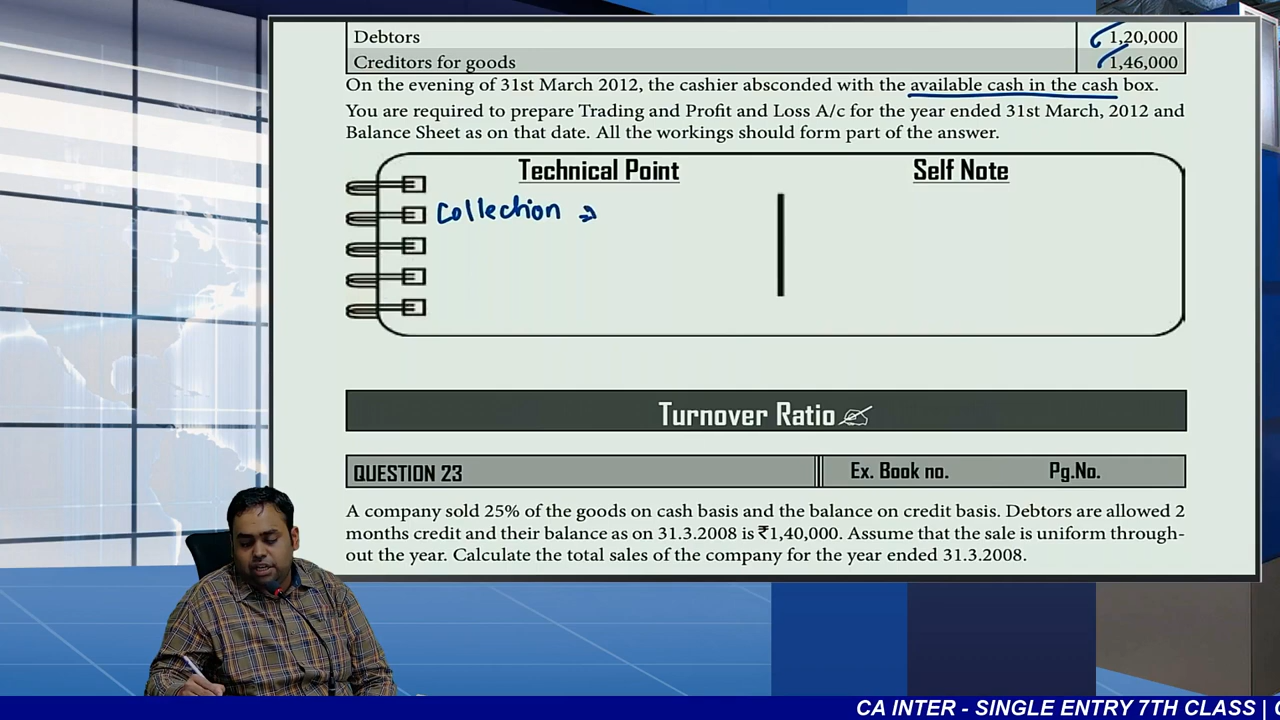 Debtors 1,20,000
Creditors for goods 1,46,000
On the evening of 31st March 2012, the cashier absconded with the available cash in the cash box.
You are required to prepare Trading and Profit and Loss A/c for the year ended 31st March, 2012 and
Balance Sheet as on that date. All the workings should form part of the answer.
Technical Point Self Note
Collection
Turnover Ratio
QUESTION 23 Ex. Book no. Pg.No.
A company sold 25% of the goods on cash basis and the balance on credit basis. Debtors are allowed 2
months credit and their balance as on 31.3.2008 is ₹1,40,000. Assume that the sale is uniform through-
out the year. Calculate the total sales of the company for the year ended 31.3.2008.
CA INTER - SINGLE ENTRY 7TH CLASS |